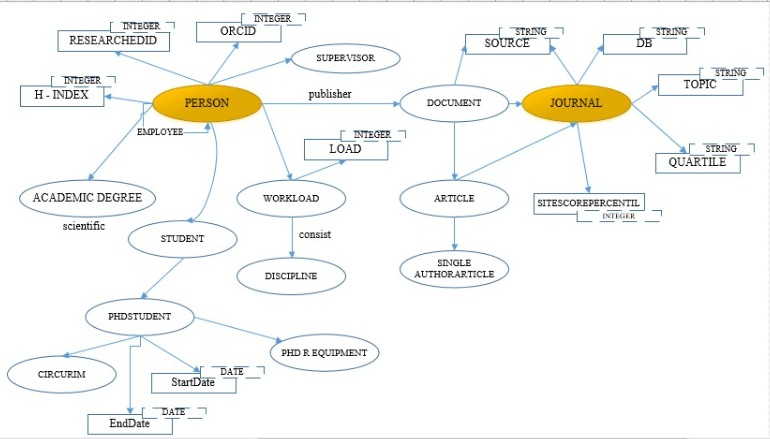 INTEGER
RESEARCHEDID
INTEGER
ORCID
STRING
SOURCE
STRING
DB
SUPERVISOR
INTEGER
H - INDEX
PERSON
publisher
DOCUMENT
JOURNAL
STRING
TOPIC
EMPLOYEE
INTEGER
LOAD
STRING
QUARTILE
ACADEMIC DEGREE
scientific
WORKLOAD
ARTICLE
SITESCOREPERCENTIL
INTEGER
STUDENT
consist
DISCIPLINE
SINGLE
AUTHORARTICLE
PHDSTUDENT
PHD R EQUIPMENT
CIRCURIM
DATE
StartDate
DATE
EndDate